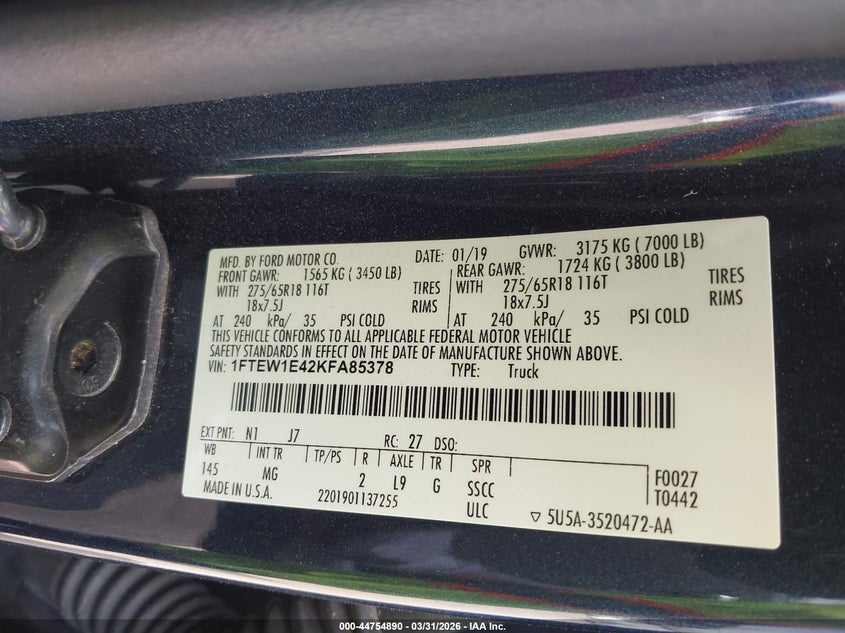 MFD. BY FORD MOTOR CO. DATE: 01/19 GVWR: 3175 KG ( 7000 LB)
FRONT GAWR: 1565 KG ( 3450 LB) REAR GAWR: 1724 KG ( 3800 LB)
WITH 275/65R18 116T TIRES WITH 275/65R18 116T TIRES
18x7.5J RIMS 18x7.5J RIMS
AT 240 kPa/ 35 PSI COLD AT 240 kPa/ 35 PSI COLD
THIS VEHICLE CONFORMS TO ALL APPLICABLE FEDERAL MOTOR VEHICLE
SAFETY STANDARDS IN EFFECT ON THE DATE OF MANUFACTURE SHOWN ABOVE.
VIN: 1FTEW1E42KFA85378 TYPE: Truck
EXT PNT: N1 J7 RC: 27 DSO:
WB INT TR TP/PS R AXLE TR SPR F0027
145 MG 2 L9 G SSCC T0442
MADE IN U.S.A. 2201901137255 ULC ▽ 5U5A-3520472-AA
000-44754890 - 03/31/2026 - IAA Inc.